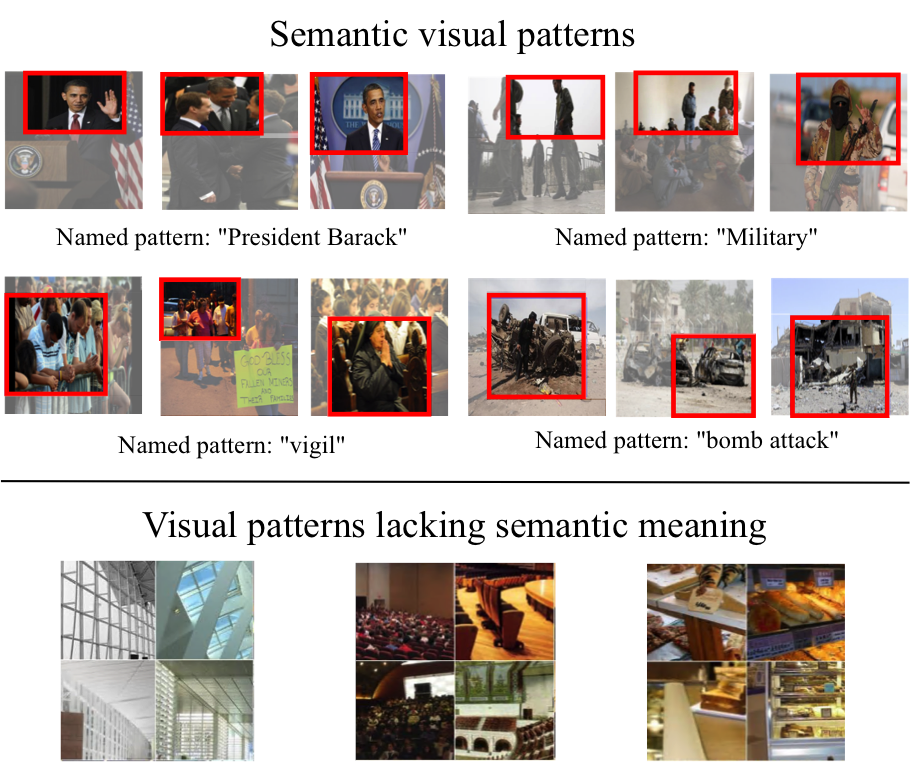 Semantic visual patterns
Named pattern: "President Barack"
Named pattern: "Military"
GOD BLESS
OUR
FALLEN MINERS
AND
THEIR FAMILIES
Named pattern: "vigil"
Named pattern: "bomb attack"
Visual patterns lacking semantic meaning